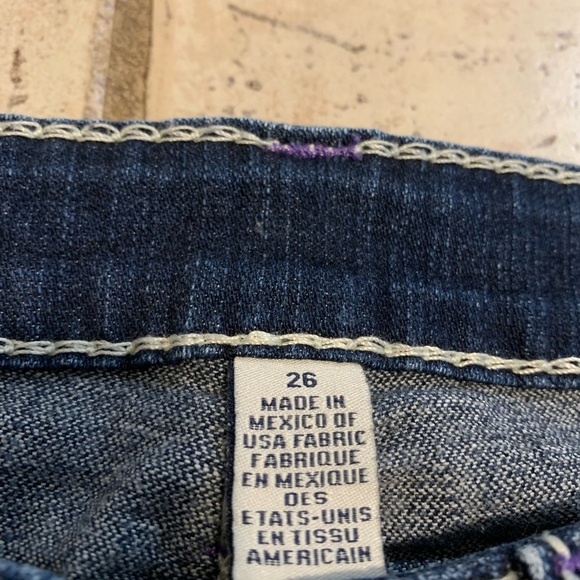 26
MADE IN
MEXICO OF
USA FABRIC
FABRIQUE
EN MEXIQUE
DES
ETATS-UNIS
EN TISSU
AMERICAIN